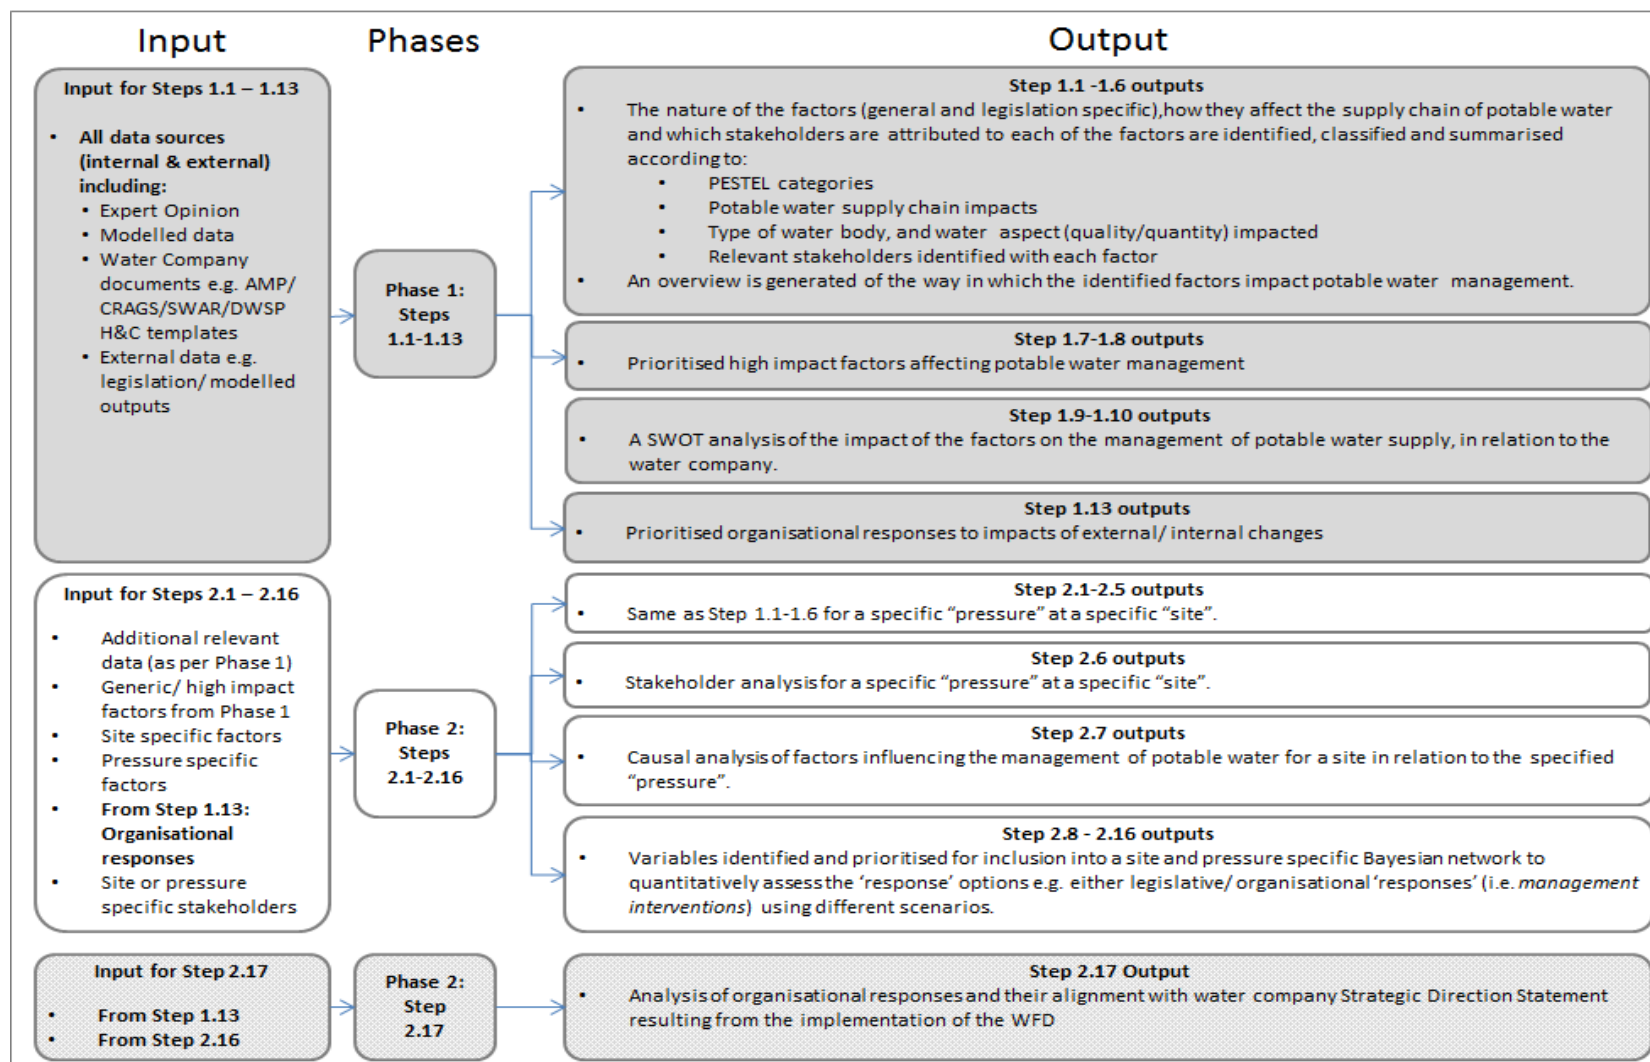 Input
Phases
Output
Input for Steps 1.1 – 1.13
• All data sources
(internal & external)
including:
• Expert Opinion
• Modelled data
• Water Company
documents e.g. AMP/
CRAGS/SWAR/DWSP
H&C templates
• External data e.g.
legislation/ modelled
outputs
Phase 1:
Steps
1.1-1.13
Step 1.1 -1.6 outputs
• The nature of the factors (general and legislation specific),how they affect the supply chain of potable water
and which stakeholders are attributed to each of the factors are identified, classified and summarised
according to:
• PESTEL categories
• Potable water supply chain impacts
• Type of water body, and water aspect (quality/quantity) impacted
• Relevant stakeholders identified with each factor
• An overview is generated of the way in which the identified factors impact potable water management.
Step 1.7-1.8 outputs
• Prioritised high impact factors affecting potable water management
Step 1.9-1.10 outputs
• A SWOT analysis of the impact of the factors on the management of potable water supply, in relation to the
water company.
Step 1.13 outputs
• Prioritised organisational responses to impacts of external/ internal changes
Input for Steps 2.1 – 2.16
• Additional relevant
data (as per Phase 1)
• Generic/ high impact
factors from Phase 1
• Site specific factors
• Pressure specific
factors
• From Step 1.13:
Organisational
responses
• Site or pressure
specific stakeholders
Phase 2:
Steps
2.1-2.16
Step 2.1-2.5 outputs
• Same as Step 1.1-1.6 for a specific “pressure” at a specific “site”.
Step 2.6 outputs
• Stakeholder analysis for a specific “pressure” at a specific “site”.
Step 2.7 outputs
• Causal analysis of factors influencing the management of potable water for a site in relation to the specified
“pressure”.
Step 2.8 - 2.16 outputs
• Variables identified and prioritised for inclusion into a site and pressure specific Bayesian network to
quantitatively assess the ‘response’ options e.g. either legislative/ organisational ‘responses’ (i.e. management
interventions) using different scenarios.
Input for Step 2.17
• From Step 1.13
• From Step 2.16
Phase 2:
Step
2.17
Step 2.17 Output
• Analysis of organisational responses and their alignment with water company Strategic Direction Statement
resulting from the implementation of the WFD